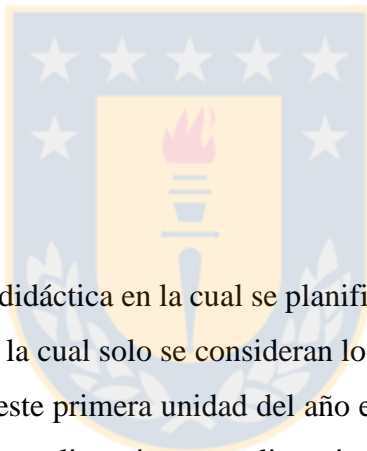 didáctica en la cual se planifi
la cual solo se consideran lo
este primera unidad del año e